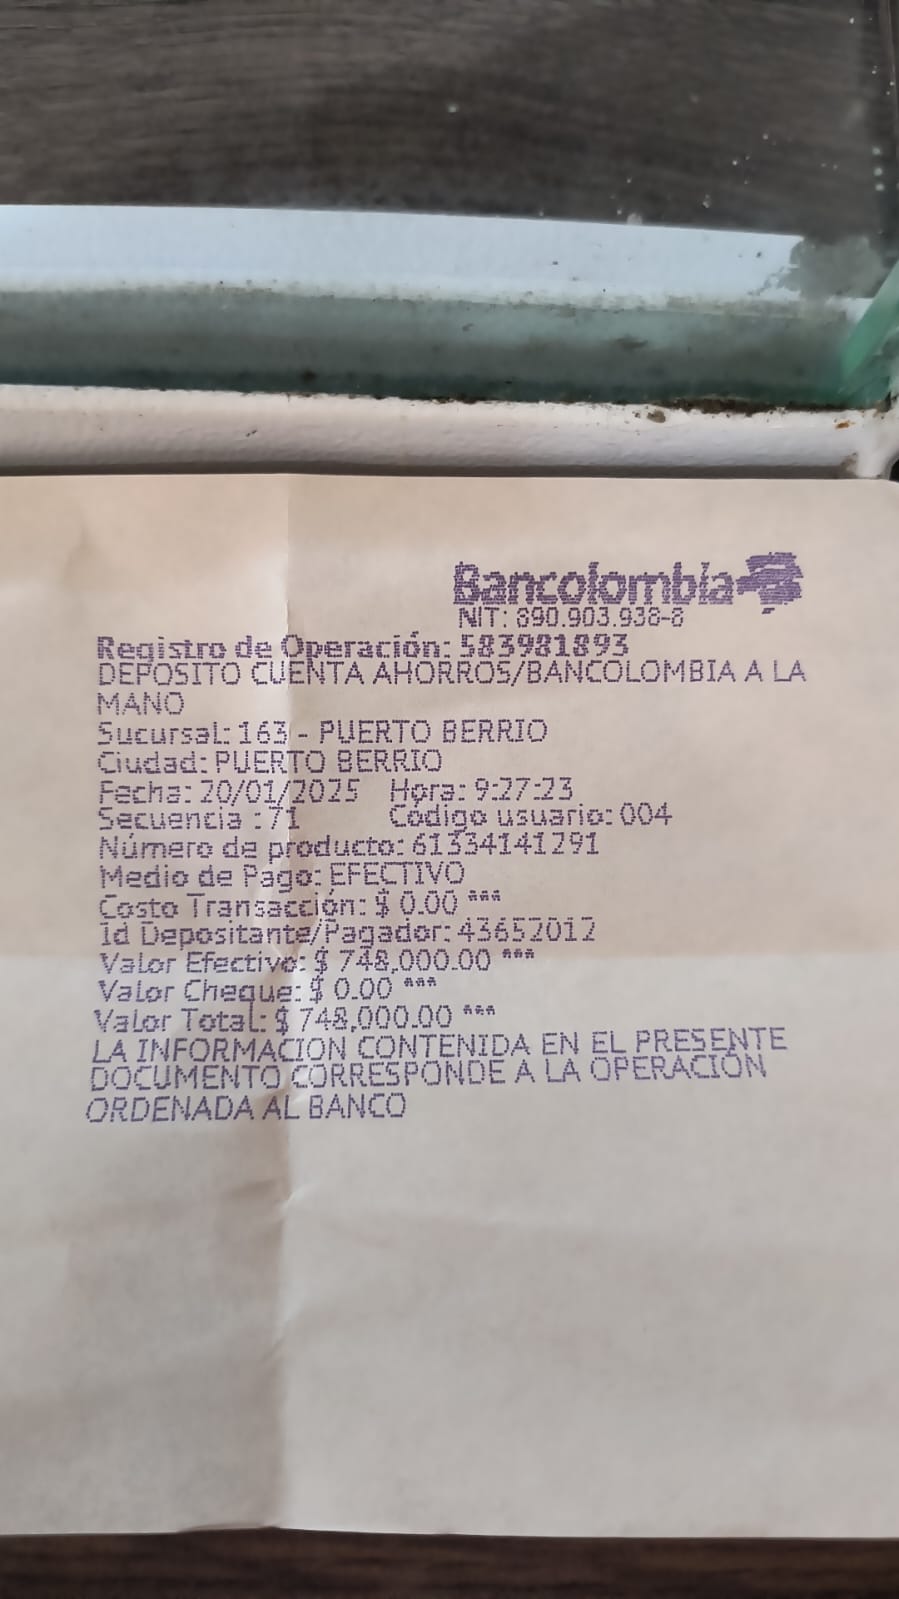 Bancolombia
NIT: 890.903.938-8
Registro de Operación: 583981893
DEPOSITO CUENTA AHORROS/BANCOLOMBIA A LA
MANO
Sucursal: 163 - PUERTO BERRIO
Ciudad: PUERTO BERRIO
Fecha: 20/01/2025 Hora: 9:27:23
Secuencia : 71 Código usuario: 004
Número de producto: 61334141291
Medio de Pago: EFECTIVO
Costo Transacción: $ 0.00 ***
Id Depositante/Pagador: 43652012
Valor Efectivo: $ 748,000.00 ***
Valor Cheque: $ 0.00 ***
Valor Total: $ 748,000.00 ***
LA INFORMACION CONTENIDA EN EL PRESENTE
DOCUMENTO CORRESPONDE A LA OPERACIÓN
ORDENADA AL BANCO